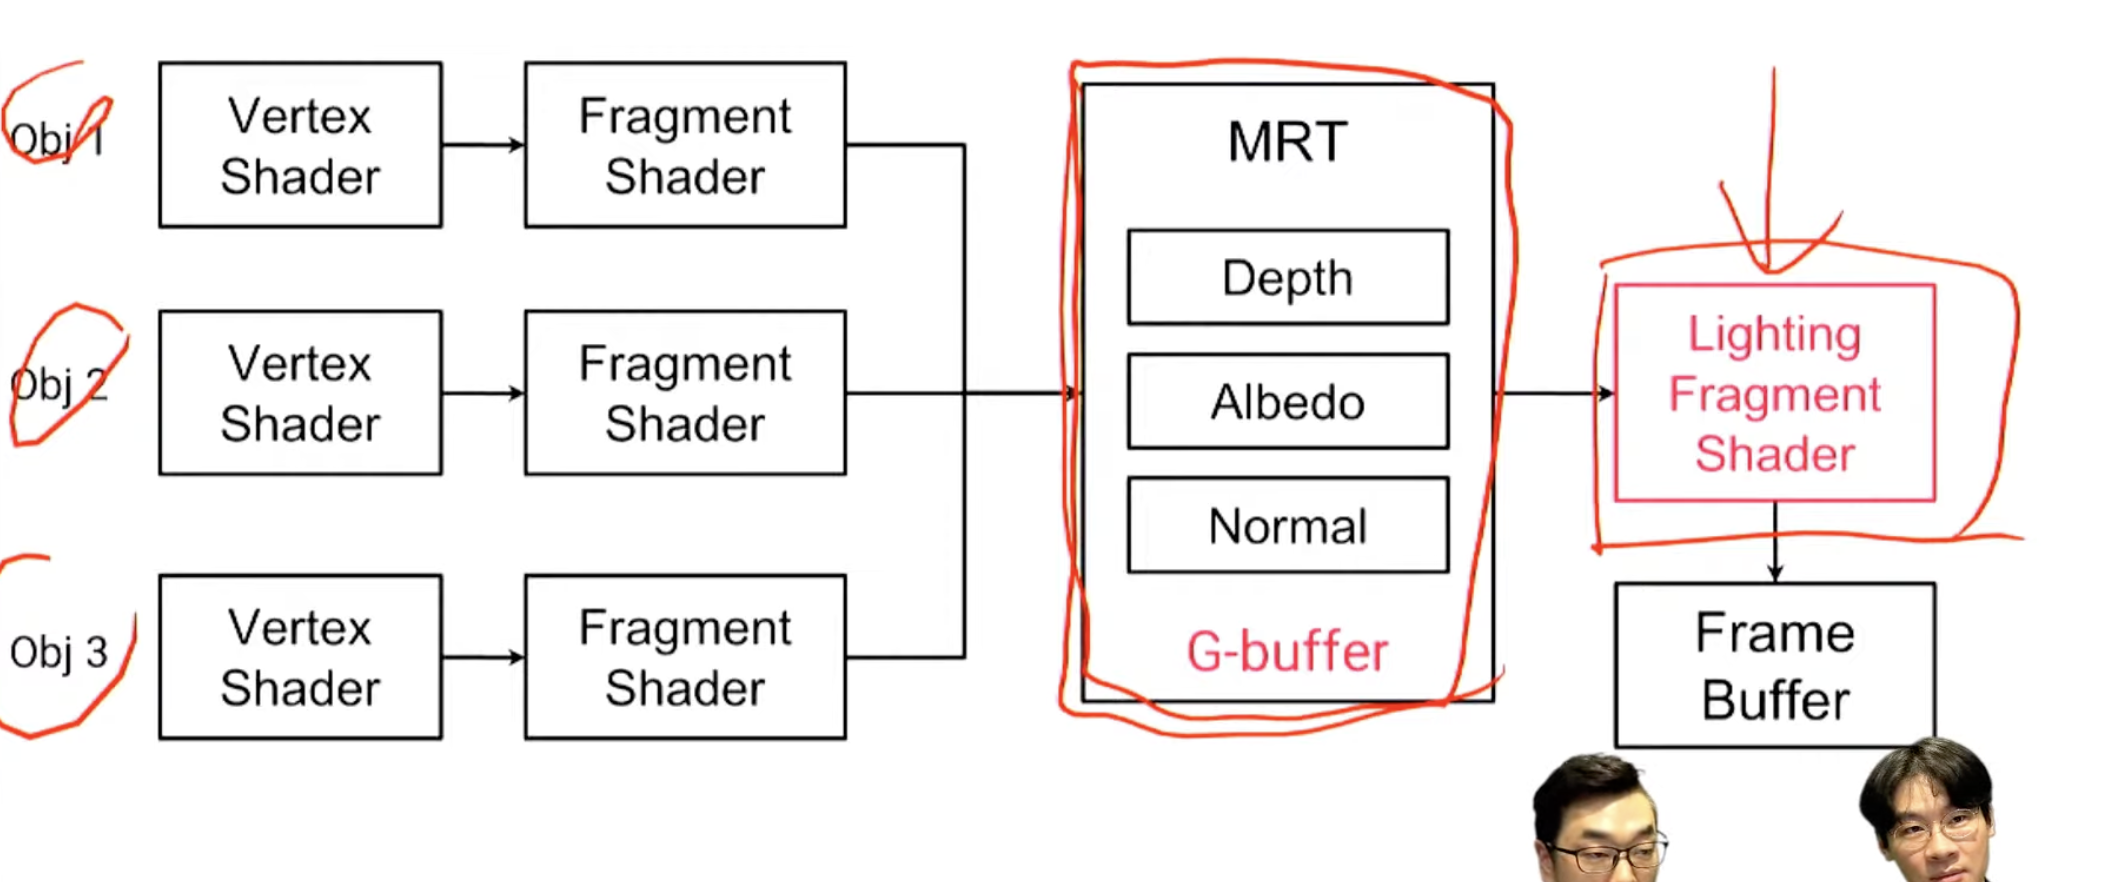 Obj 1
Vertex
Shader
Fragment
Shader
Obj 2
Vertex
Shader
Fragment
Shader
Obj 3
Vertex
Shader
Fragment
Shader
MRT
Depth
Albedo
Normal
G-buffer
Lighting
Fragment
Shader
Frame
Buffer